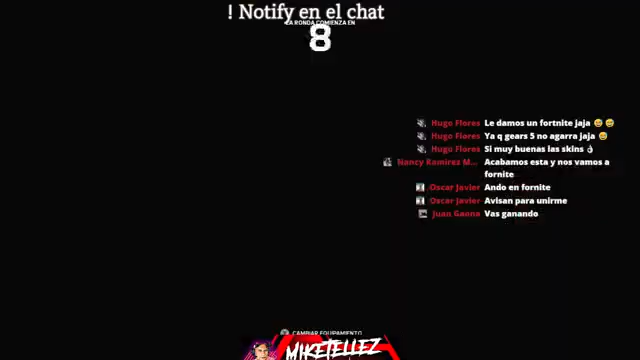 ! Notify en el chat
LA RONDA COMIENZA EN
8
Hugo Flores Le damos un fortnite jaja 😅 😅
Hugo Flores Ya q gears 5 no agarra jaja 😅
Hugo Flores Si muy buenas las skins 👌
Nancy Ramirez M... Acabamos esta y nos vamos a
fornite
Oscar Javier Ando en fornite
Oscar Javier Avisan para unirme
Juan Gaona Vas ganando
CAMBIAR EQUIPAMIENTO
MIKETELLEZ